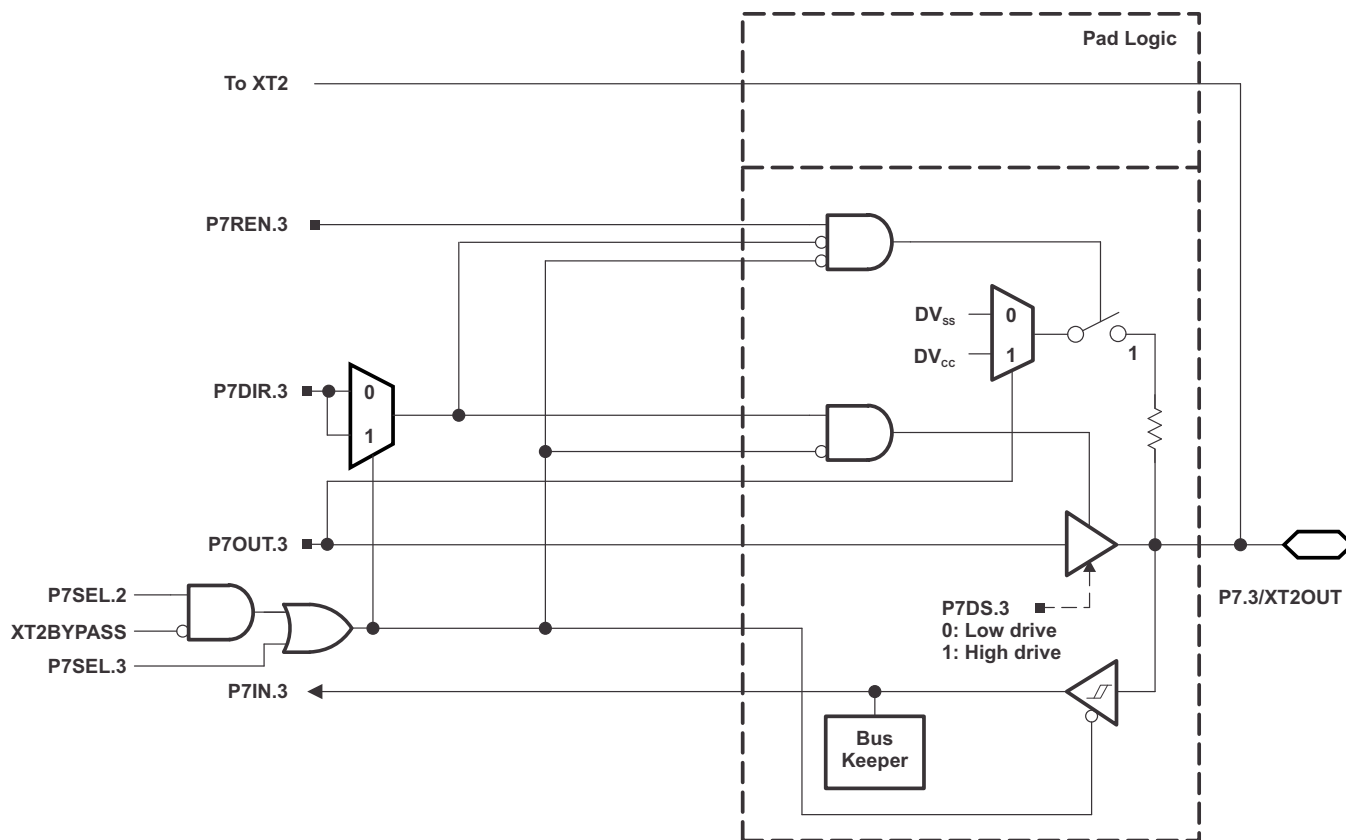 Pad Logic
To XT2
P7REN.3
DVSS
0
DVCC
1
1
P7DIR.3
0
1
P7OUT.3
P7SEL.2
XT2BYPASS
P7SEL.3
P7DS.3
0: Low drive
1: High drive
P7.3/XT2OUT
P7IN.3
Bus
Keeper